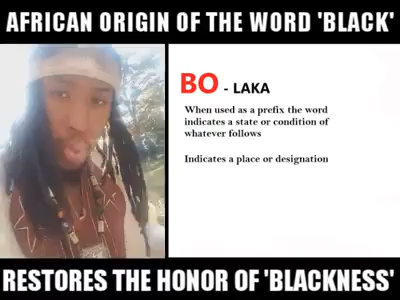 AFRICAN ORIGIN OF THE WORD 'BLACK'
BO - LAKA
When used as a prefix the word
indicates a state or condition of
whatever follows
Indicates a place or designation
RESTORES THE HONOR OF 'BLACKNESS'